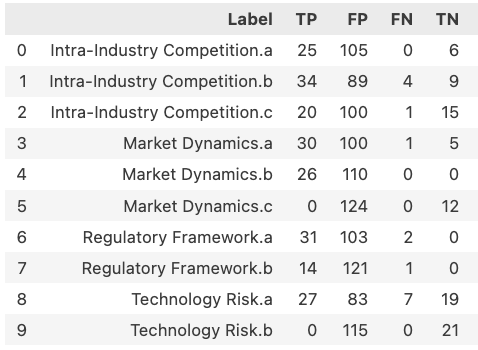 Label TP FP FN TN
0 Intra-Industry Competition.a 25 105 0 6
1 Intra-Industry Competition.b 34 89 4 9
2 Intra-Industry Competition.c 20 100 1 15
3 Market Dynamics.a 30 100 1 5
4 Market Dynamics.b 26 110 0 0
5 Market Dynamics.c 0 124 0 12
6 Regulatory Framework.a 31 103 2 0
7 Regulatory Framework.b 14 121 1 0
8 Technology Risk.a 27 83 7 19
9 Technology Risk.b 0 115 0 21